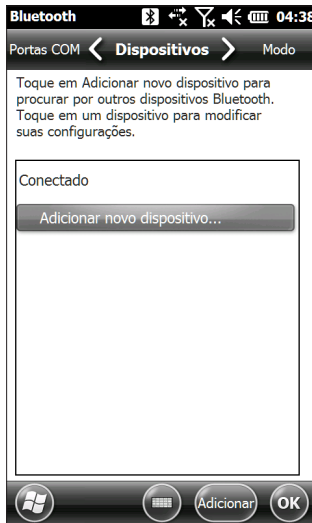 Bluetooth 04:38
Portas COM Dispositivos Modo
Toque em Adicionar novo dispositivo para
procurar por outros dispositivos Bluetooth.
Toque em um dispositivo para modificar
suas configurações.
Conectado
Adicionar novo dispositivo...
Adicionar OK